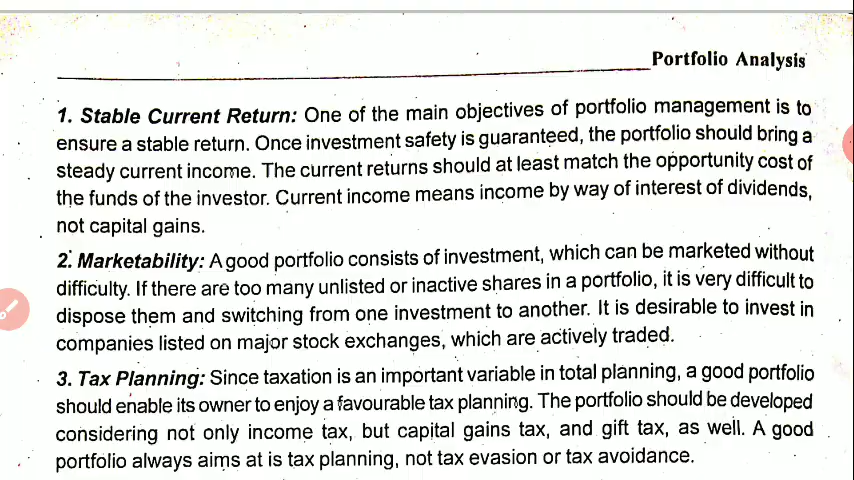 Portfolio Analysis
1. Stable Current Return: One of the main objectives of portfolio management is to
ensure a stable return. Once investment safety is guaranteed, the portfolio should bring a
steady current income. The current returns should at least match the opportunity cost of
the funds of the investor. Current income means income by way of interest of dividends,
not capital gains.
2. Marketability: A good portfolio consists of investment, which can be marketed without
difficulty. If there are too many unlisted or inactive shares in a portfolio, it is very difficult to
dispose them and switching from one investment to another. It is desirable to invest in
companies listed on major stock exchanges, which are actively traded.
3. Tax Planning: Since taxation is an important variable in total planning, a good portfolio
should enable its owner to enjoy a favourable tax planning. The portfolio should be developed
considering not only income tax, but capital gains tax, and gift tax, as well. A good
portfolio always aims at is tax planning, not tax evasion or tax avoidance.